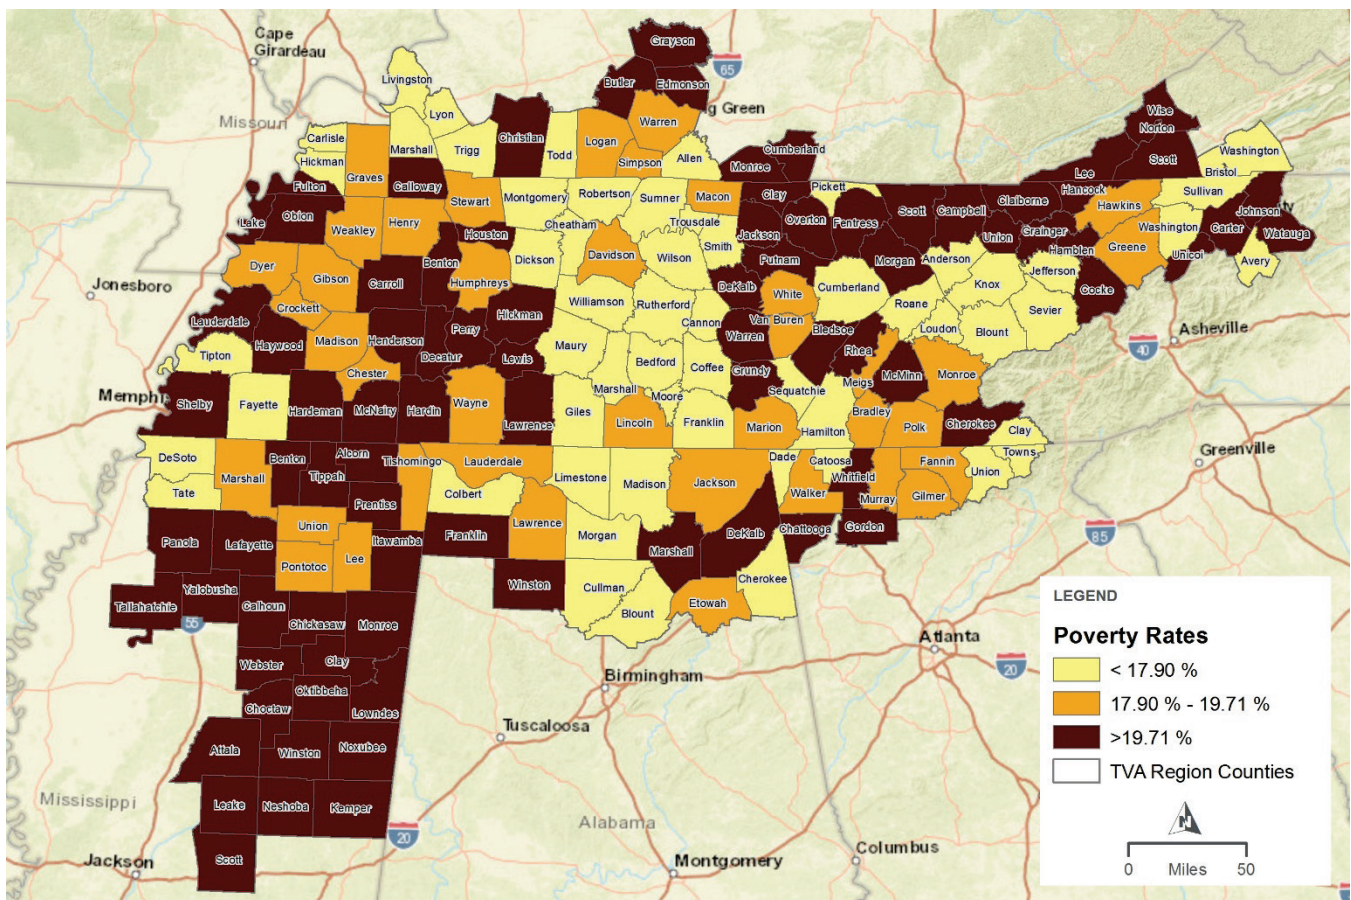 Cape
Girardeau
Grayson
65
Butler
Edmonson
Livingston
g Green
Wise
Lyon
Warren
Missouri
Christian
Norton
Carlisle
Logan
Marshall
Trigg
Todd
Cumberland
Washington
Hickman
Simpson
Allen
Monroe
Scott
Graves
Lee
Bristol
Fulton
Calloway
Pickett
Hancock
Sullivan
Stewart
Montgomery
Robertson
Sumner
Macon
Clay
Claiborne
Hawkins
Lake
Obion
Henry
Overton
Fentress
Scott
Campbell
Johnson
ty
Weakley
Cheatham
Trousdale
Grainger
Washington
Carter
Watauga
Houston
Jackson
Union
Smith
Hamblen
Greene
Dickson
Davidson
Wilson
Putnam
Morgan
Anderson
Unicoi
Avery
Benton
Dyer
Gibson
Carroll
Humphreys
Jefferson
DeKalb
Cumberland
Knox
Cocke
Jonesboro
White
Crockett
Williamson
Rutherford
Roane
Sevier
Lauderdale
Hickman
Cannon
Van Buren
Perry
Warren
Bledsoe
Loudon
Blount
Asheville
Haywood
Madison
Henderson
Maury
Rhea
40
Tipton
Decatur
Lewis
Bedford
Coffee
Chester
Grundy
McMinn
Monroe
Memphi
Marshall
Sequatchie
Meigs
Shelby
Fayette
Hardeman
McNairy
Hardin
Wayne
Moore
Giles
Lincoln
Franklin
Marion
Bradley
Lawrence
Hamilton
Polk
Cherokee
Clay
Greenville
DeSoto
Benton
Alcorn
Tishomingo
Lauderdale
Dade
Catoosa
Fannin
Towns
Marshall
Tippah
Limestone
Madison
Jackson
Whitfield
Union
Tate
Prentiss
Colbert
Walker
Murray
Gilmer
Union
Lawrence
Panola
Lafayette
Lee
Itawamba
Franklin
Morgan
Marshall
DeKalb
Chattooga
Gordon
85
Pontotoc
Yalobusha
Winston
Cullman
Cherokee
Tallahatchie
Calhoun
Etowah
55
Chickasaw
Monroe
Blount
Atlanta
Webster
Clay
20
Birmingham
Oktibbeha
Choctaw
Lowndes
Tuscaloosa
Attala
Winston
Noxubee
Mississippi
Leake
Neshoba
Kemper
Alabama
20
Scott
Columbus
Jackson
Montgomery
LEGEND
Poverty Rates
< 17.90 %
17.90 % - 19.71 %
>19.71 %
TVA Region Counties
N
0 Miles 50